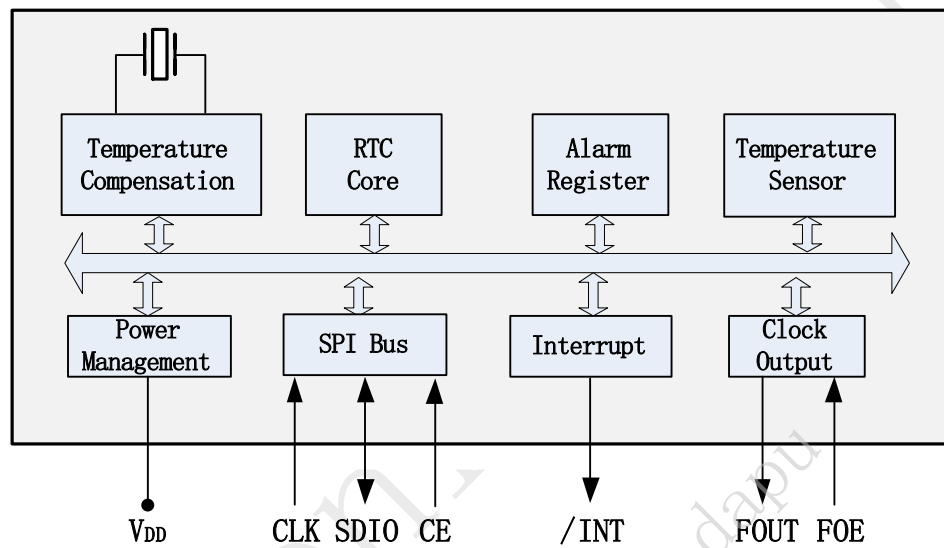 Temperature
Compensation
RTC
Core
Alarm
Register
Temperature
Sensor
Power
Management
SPI Bus
Interrupt
Clock
Output
VDD
CLK SDIO CE
/INT
FOUT FOE
dapu